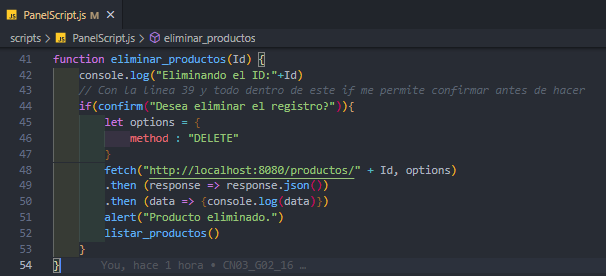 PanelScript.js M
scripts > PanelScript.js > eliminar_productos
41 function eliminar_productos(Id) {
42 console.log("Eliminando el ID:"+Id)
43 // Con la linea 39 y todo dentro de este if me permite confirmar antes de hacer
44 if(confirm("Desea eliminar el registro?")){
45 let options = {
46 method : "DELETE"
47 }
48 fetch("http://localhost:8080/productos/" + Id, options)
49 .then (response => response.json())
50 .then (data => {console.log(data)})
51 alert("Producto eliminado.")
52 listar_productos()
53 }
54 } You, hace 1 hora • CN03_G02_16 …